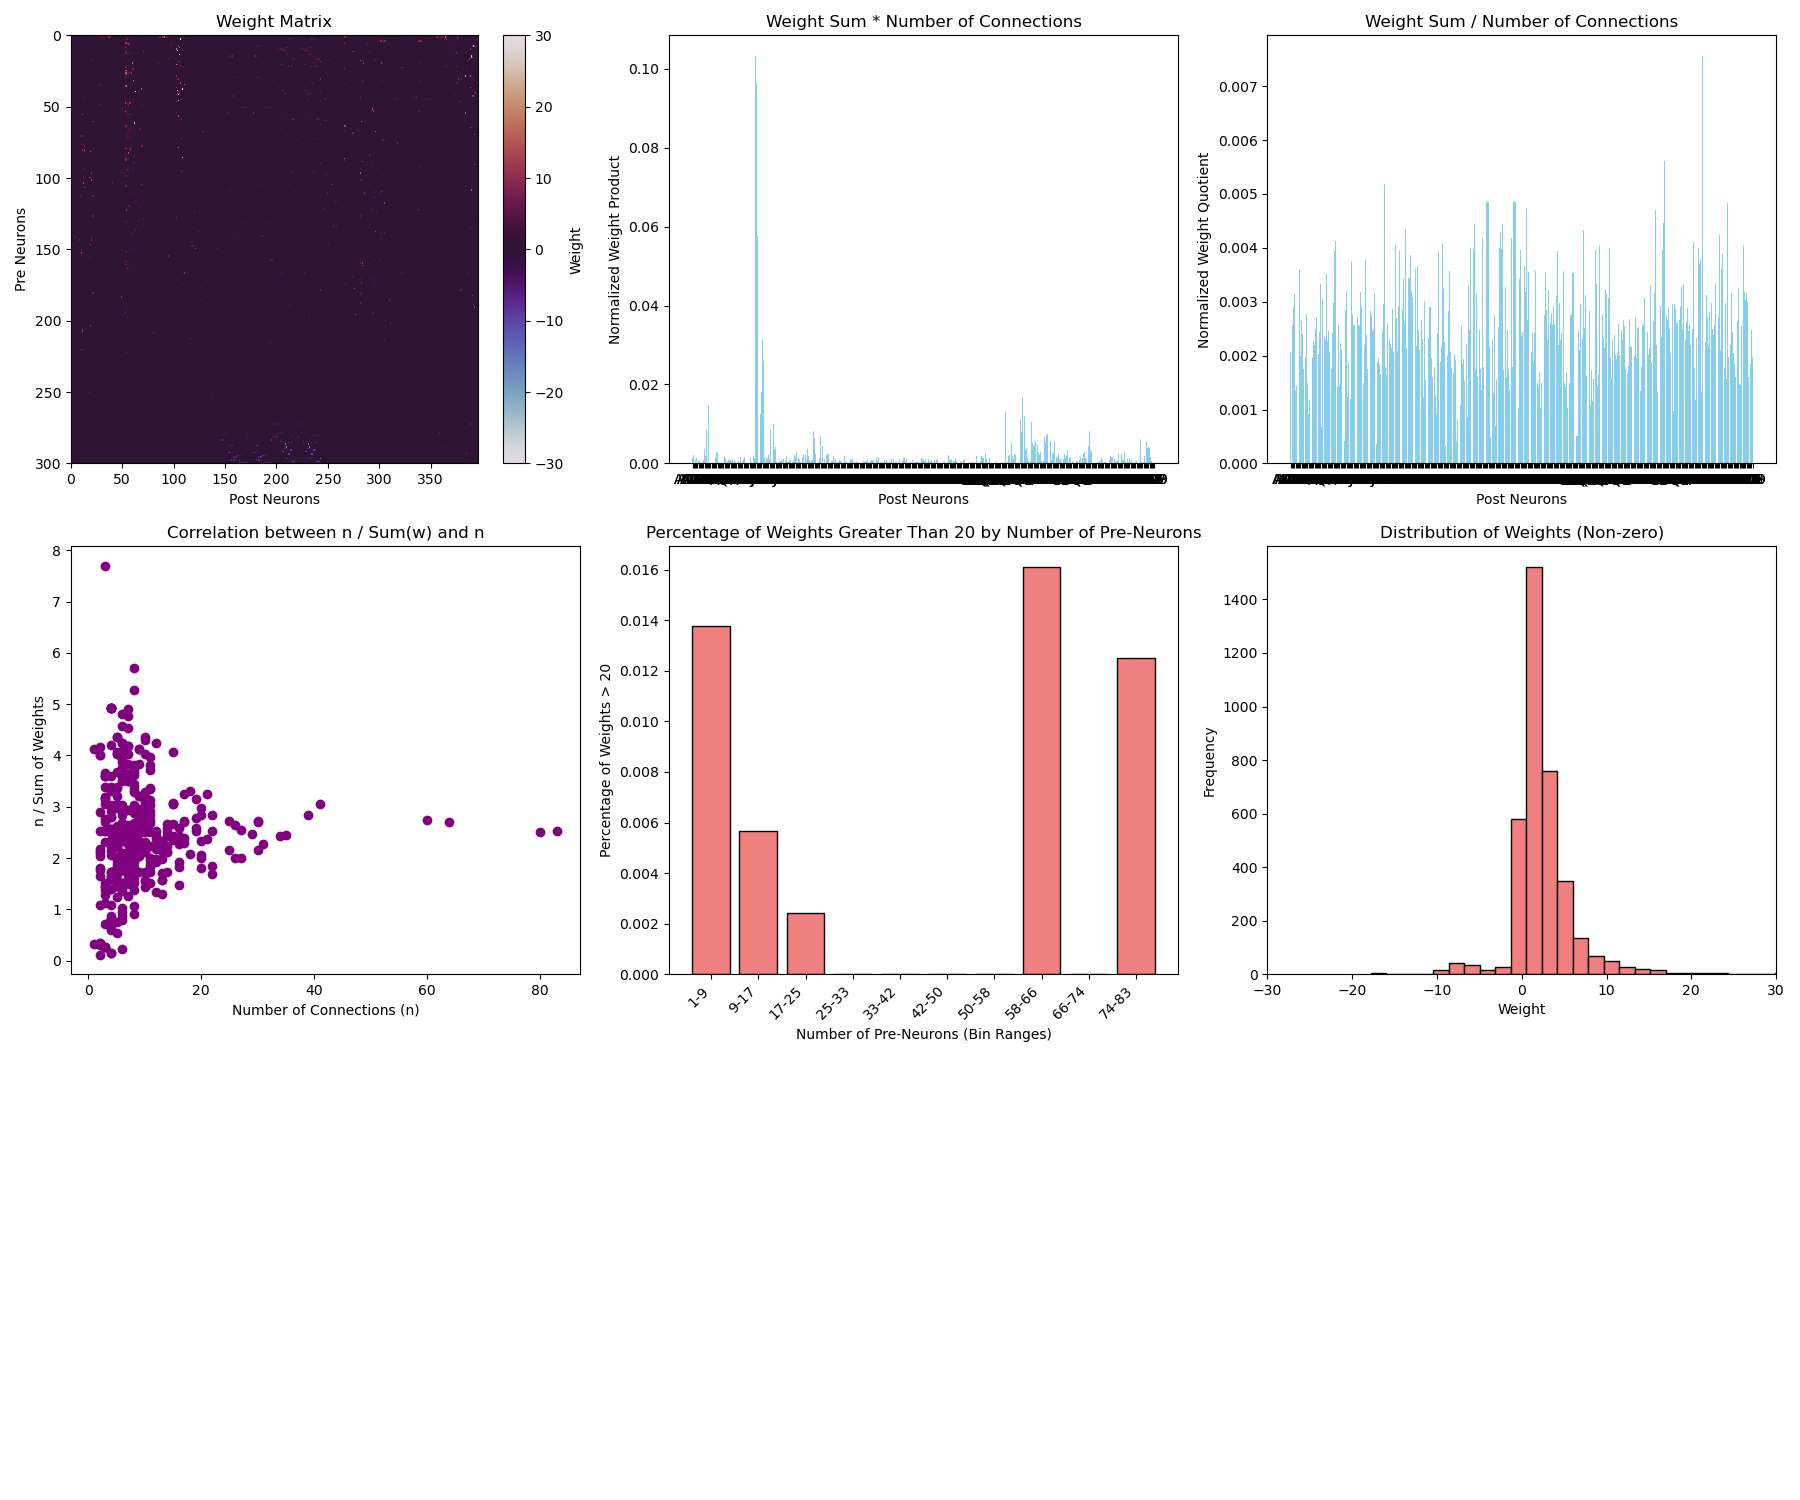 Weight Matrix
0
50
100
150
200
250
300
Pre Neurons
0 50 100 150 200 250 300 350
Post Neurons
30
20
10
0
−10
−20
−30
Weight
Weight Sum * Number of Connections
0.10
0.08
0.06
0.04
0.02
0.00
Normalized Weight Product
Post Neurons
Weight Sum / Number of Connections
0.007
0.006
0.005
0.004
0.003
0.002
0.001
0.000
Normalized Weight Quotient
Post Neurons
Correlation between n / Sum(w) and n
8
7
6
5
4
3
2
1
0
n / Sum of Weights
0 20 40 60 80
Number of Connections (n)
Percentage of Weights Greater Than 20 by Number of Pre-Neurons
0.016
0.014
0.012
0.010
0.008
0.006
0.004
0.002
0.000
Percentage of Weights > 20
1-9 9-17 17-25 25-33 33-42 42-50 50-58 58-66 66-74 74-83
Number of Pre-Neurons (Bin Ranges)
Distribution of Weights (Non-zero)
1400
1200
1000
800
600
400
200
0
Frequency
−30 −20 −10 0 10 20 30
Weight